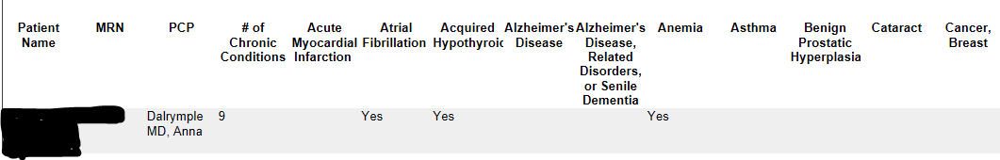 Patient Name
MRN
PCP
# of Chronic Conditions
Acute Myocardial Infarction
Atrial Fibrillation
Acquired Hypothyroid
Alzheimer's Disease
Alzheimer's Disease, Related Disorders, or Senile Dementia
Anemia
Asthma
Benign Prostatic Hyperplasia
Cataract
Cancer, Breast
Dalrymple MD, Anna
9
Yes
Yes
Yes